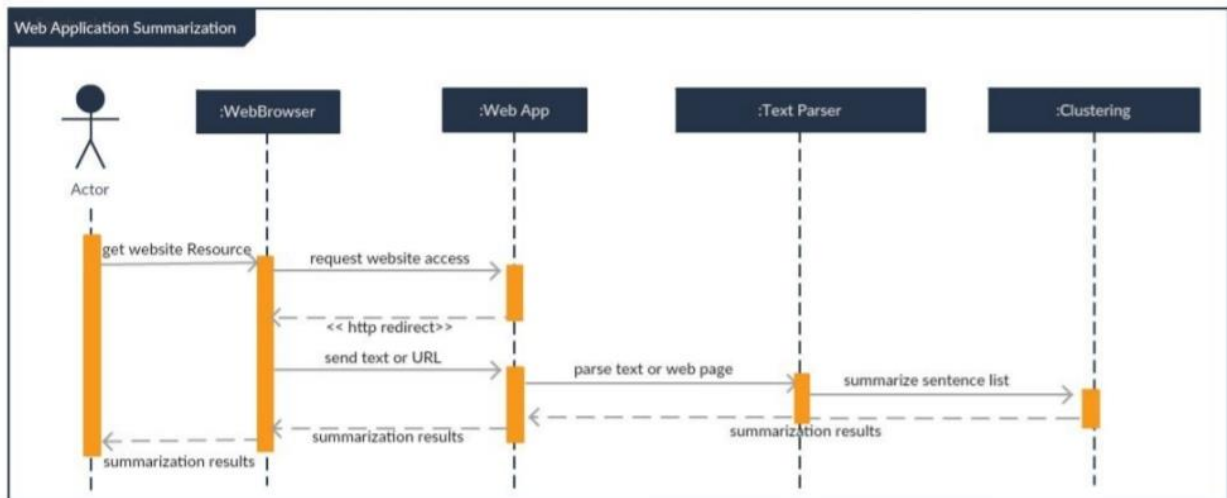 Web Application Summarization
:WebBrowser
:Web App
:Text Parser
:Clustering
Actor
get website Resource
request website access
<< http redirect>>
send text or URL
parse text or web page
summarize sentence list
summarization results
summarization results
summarization results